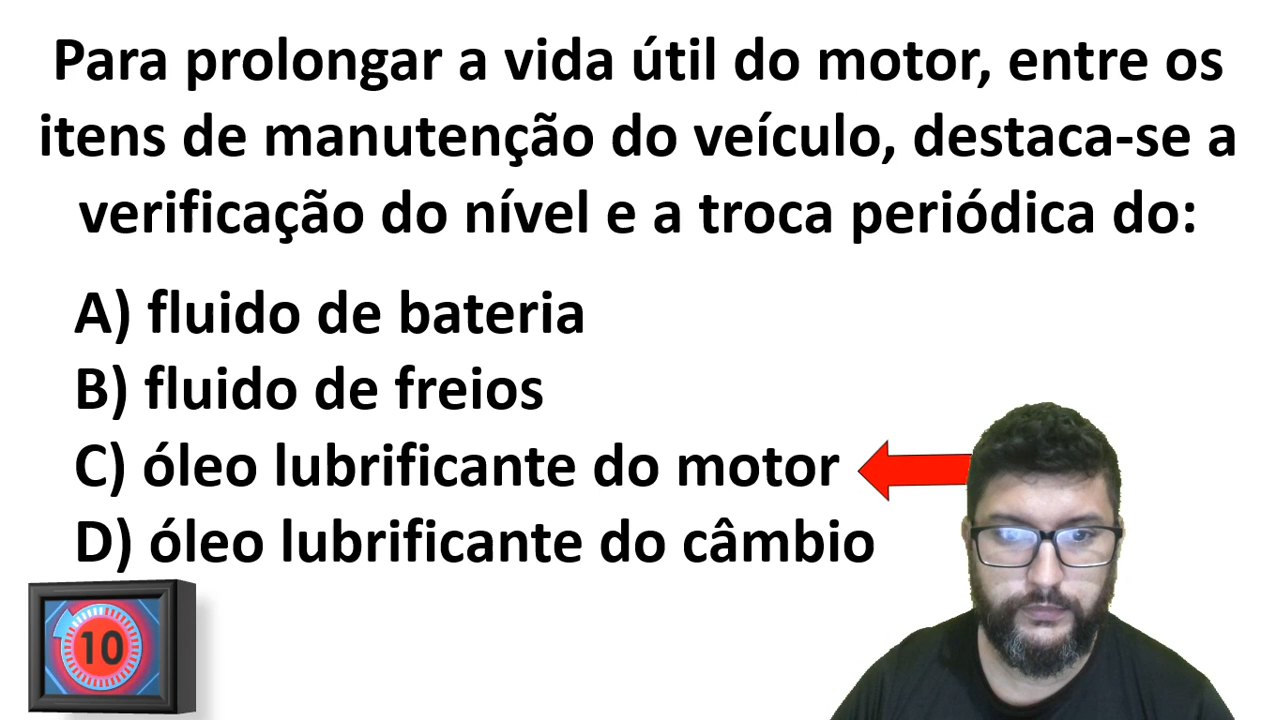 Para prolongar a vida útil do motor, entre os
itens de manutenção do veículo, destaca-se a
verificação do nível e a troca periódica do:
A) fluido de bateria
B) fluido de freios
C) óleo lubrificante do motor
D) óleo lubrificante do câmbio
10